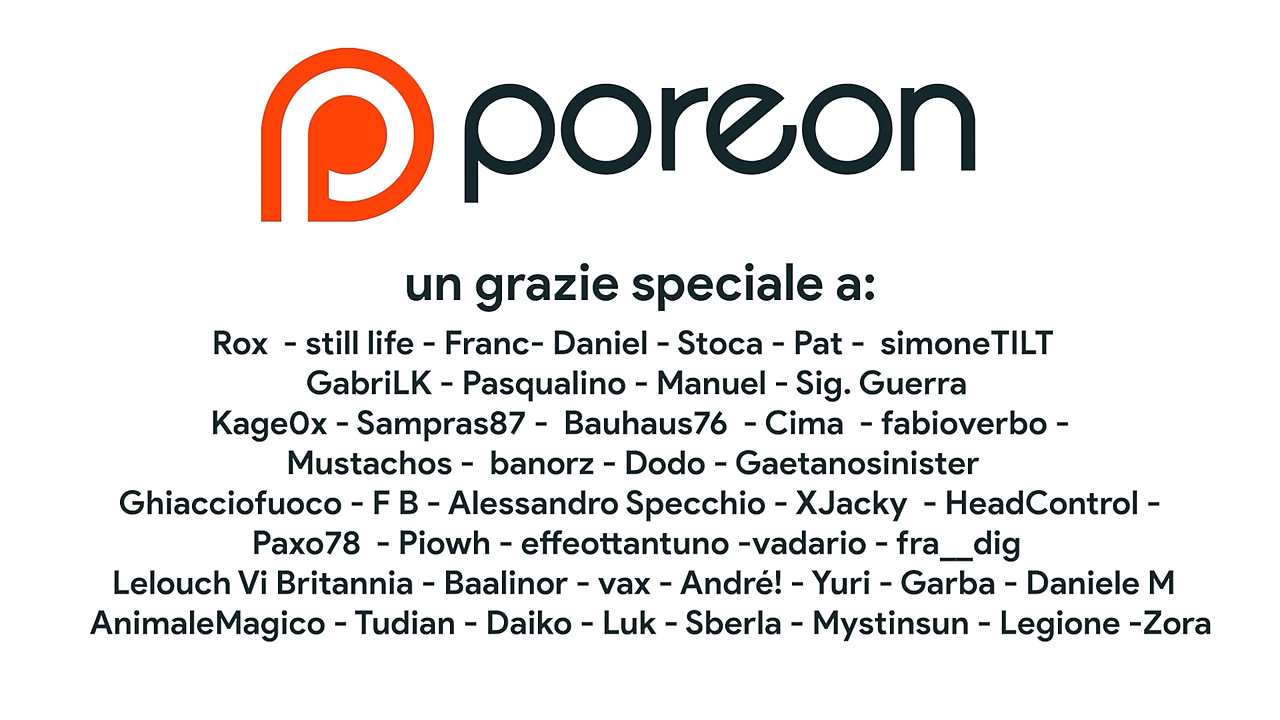 poreon
un grazie speciale a:
Rox - still life - Franc- Daniel - Stoca - Pat - simoneTILT
GabriLK - Pasqualino - Manuel - Sig. Guerra
Kage0x - Sampras87 - Bauhaus76 - Cima - fabioverbo -
Mustachos - banorz - Dodo - Gaetanosinister
Ghiacciofuoco - F B - Alessandro Specchio - XJacky - HeadControl -
Paxo78 - Piowh - effeottantuno -vadario - fra__dig
Lelouch Vi Britannia - Baalinor - vax - André! - Yuri - Garba - Daniele M
AnimaleMagico - Tudian - Daiko - Luk - Sberla - Mystinsun - Legione -Zora